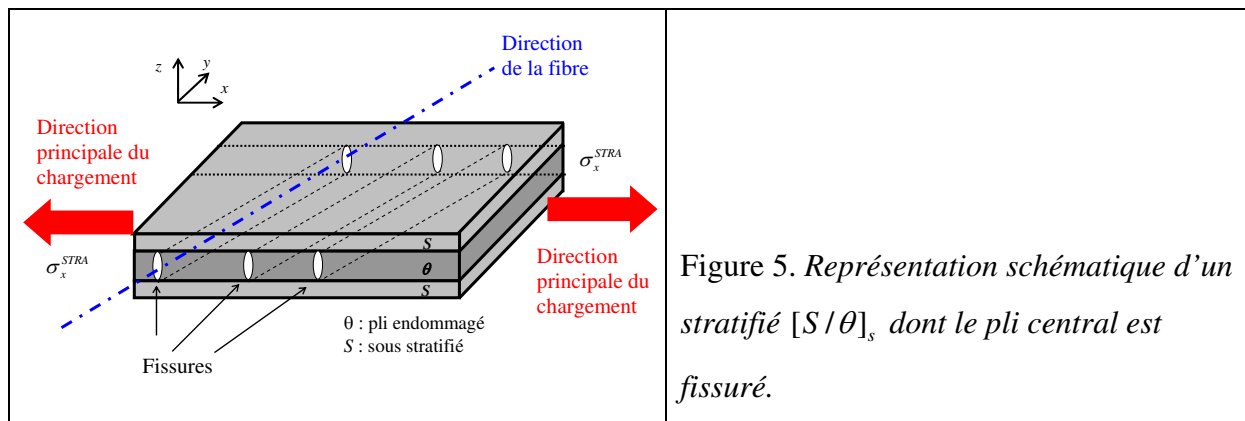 Direction
de la fibre
z
y
x
Direction
principale du
chargement
σ_x^{STRA}
σ_x^{STRA}
S
θ
S
Direction
principale du
chargement
θ : pli endommagé
S : sous stratifié
Fissures
Figure 5. Représentation schématique d'un
stratifié [S / θ]_s dont le pli central est
fissuré.